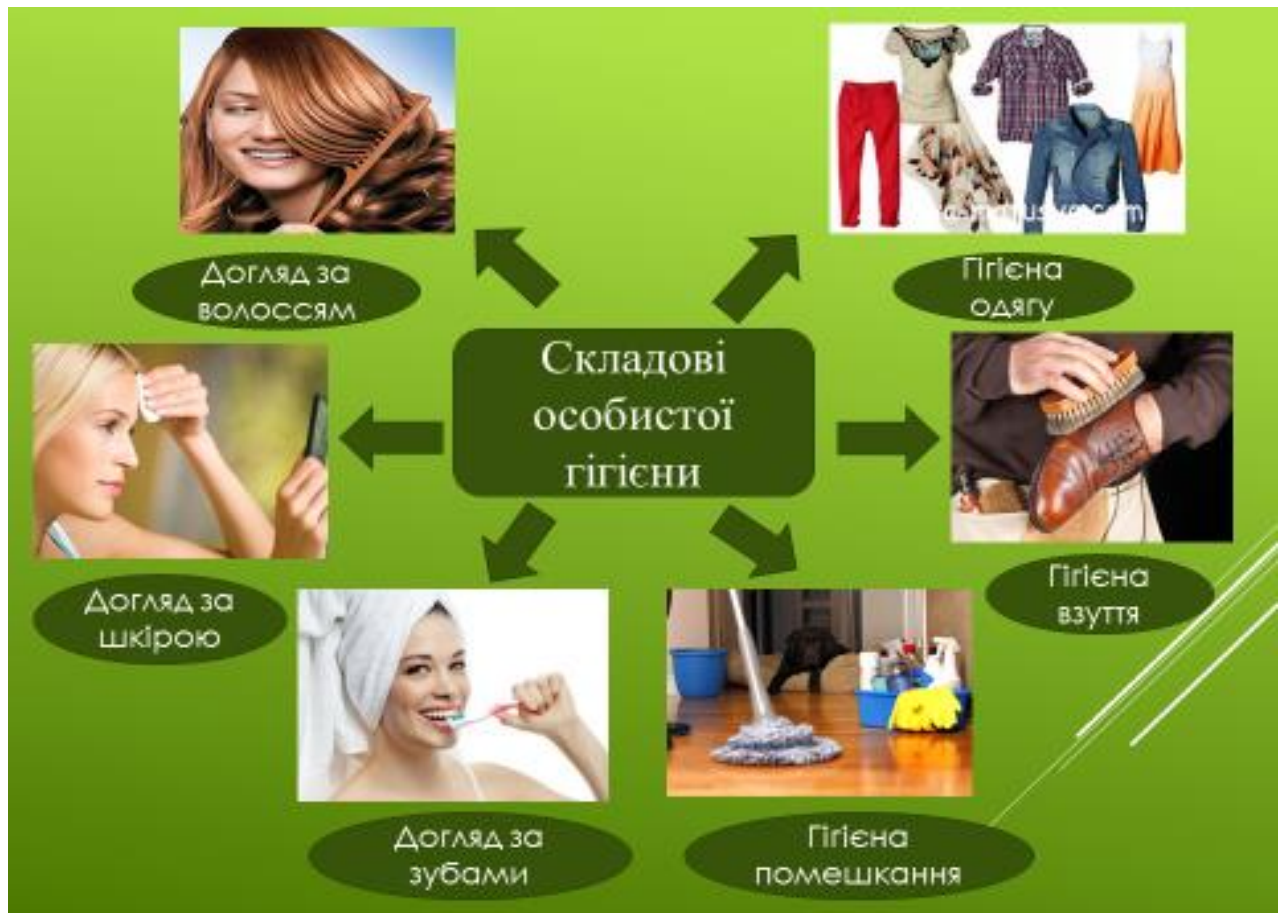 Догляд за
волоссям
Гігієна
одягу
Складові
особистої
гігієни
Догляд за
шкірою
Гігієна
взуття
Догляд за
зубами
Гігієна
помешкання